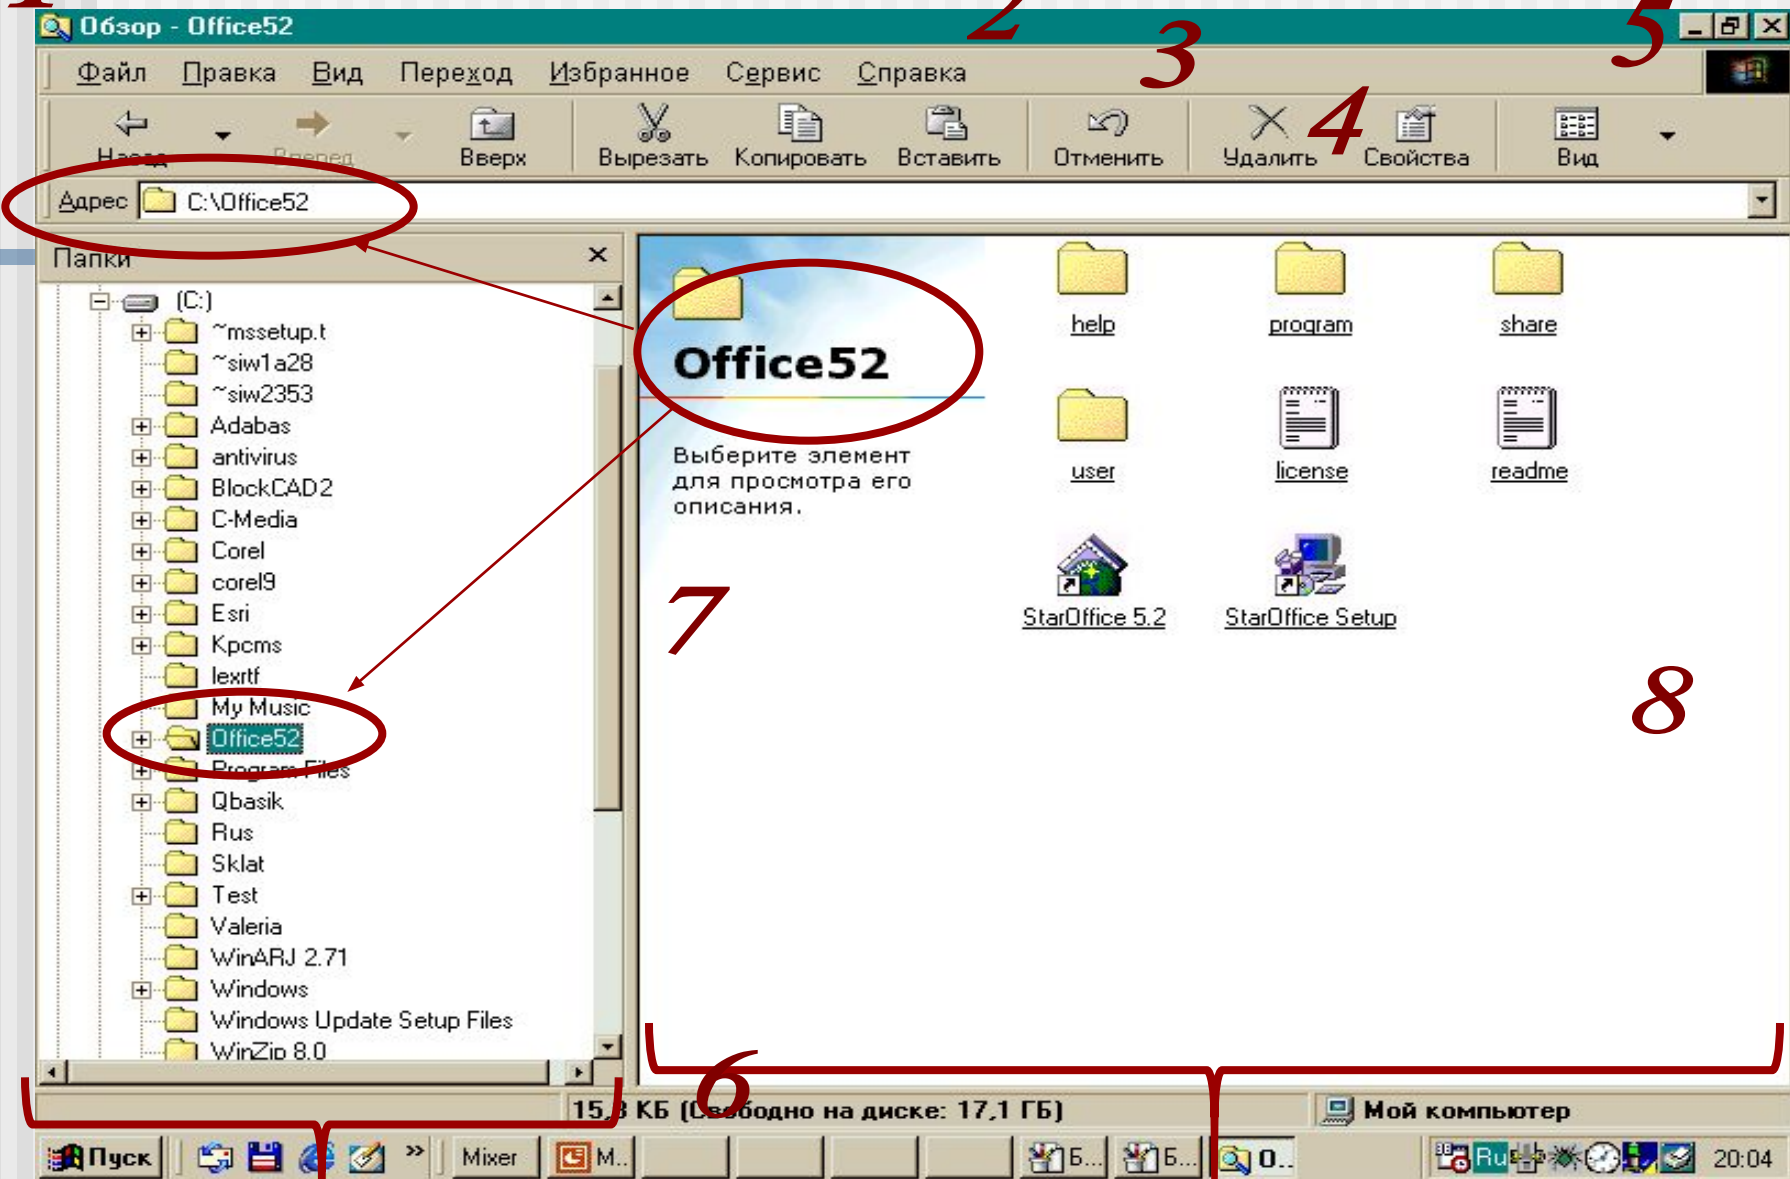 1
2
5
Обзор - Office52
3
Файл Правка Вид Переход Избранное Сервис Справка
4
Назад Вперед Вверх Вырезать Копировать Вставить Отменить Удалить Свойства Вид
Адрес C:\Office52
Папки
(C:)
~mssetup.t
~siw1a28
~siw2353
Adabas
antivirus
BlockCAD2
C-Media
Corel
corel9
Esri
Kpcms
lexrtf
My Music
Office52
Program Files
Qbasik
Rus
Sklat
Test
Valeria
WinARJ 2.71
Windows
Windows Update Setup Files
WinZip 8.0
Office52
Выберите элемент
для просмотра его
описания.
help program share
user license readme
StarOffice 5.2 StarOffice Setup
7
8
6
15,3 КБ (Свободно на диске: 17,1 ГБ) Мой компьютер
Пуск » Mixer М.. Б... Б... О.. Ru 20:04